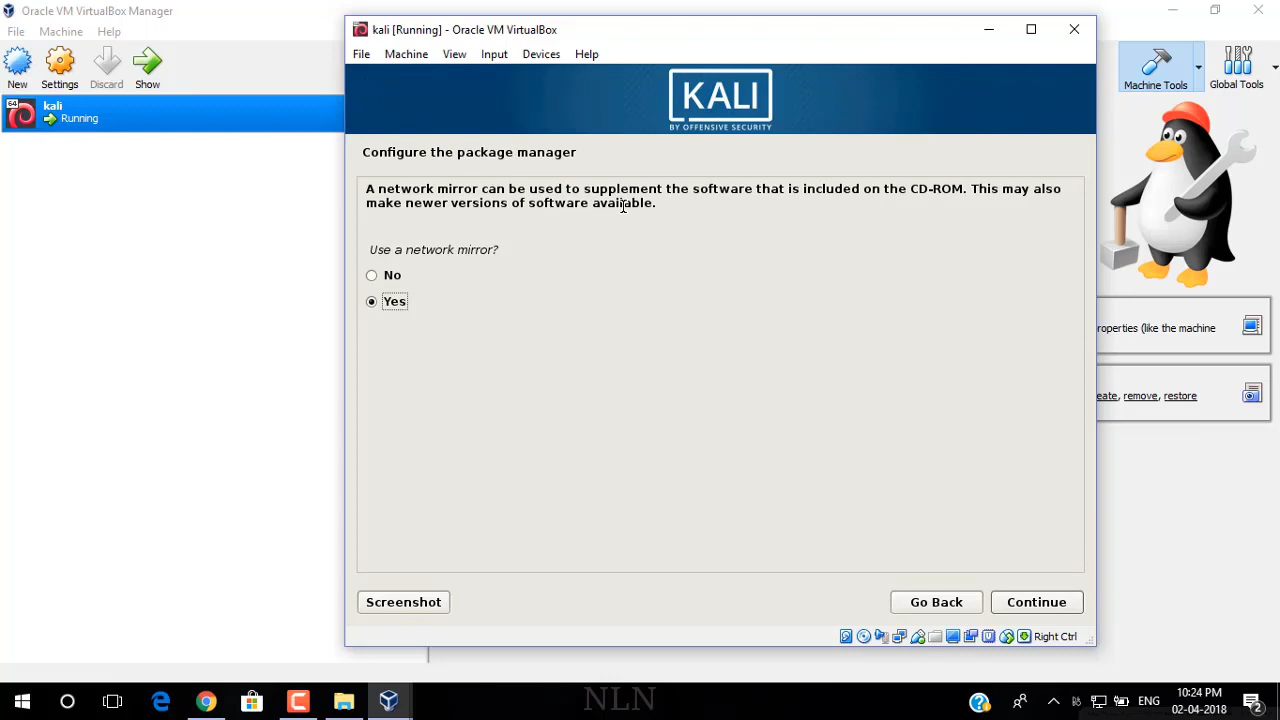 Oracle VM VirtualBox Manager
File Machine Help
New Settings Discard Show
Machine Tools Global Tools
64
kali
Running
kali [Running] - Oracle VM VirtualBox
File Machine View Input Devices Help
KALI
BY OFFENSIVE SECURITY
Configure the package manager
A network mirror can be used to supplement the software that is included on the CD-ROM. This may also
make newer versions of software available.
Use a network mirror?
No
Yes
Screenshot Go Back Continue
Right Ctrl
roperties (like the machine
eate, remove, restore
NLN
ENG
10:24 PM
02-04-2018
2